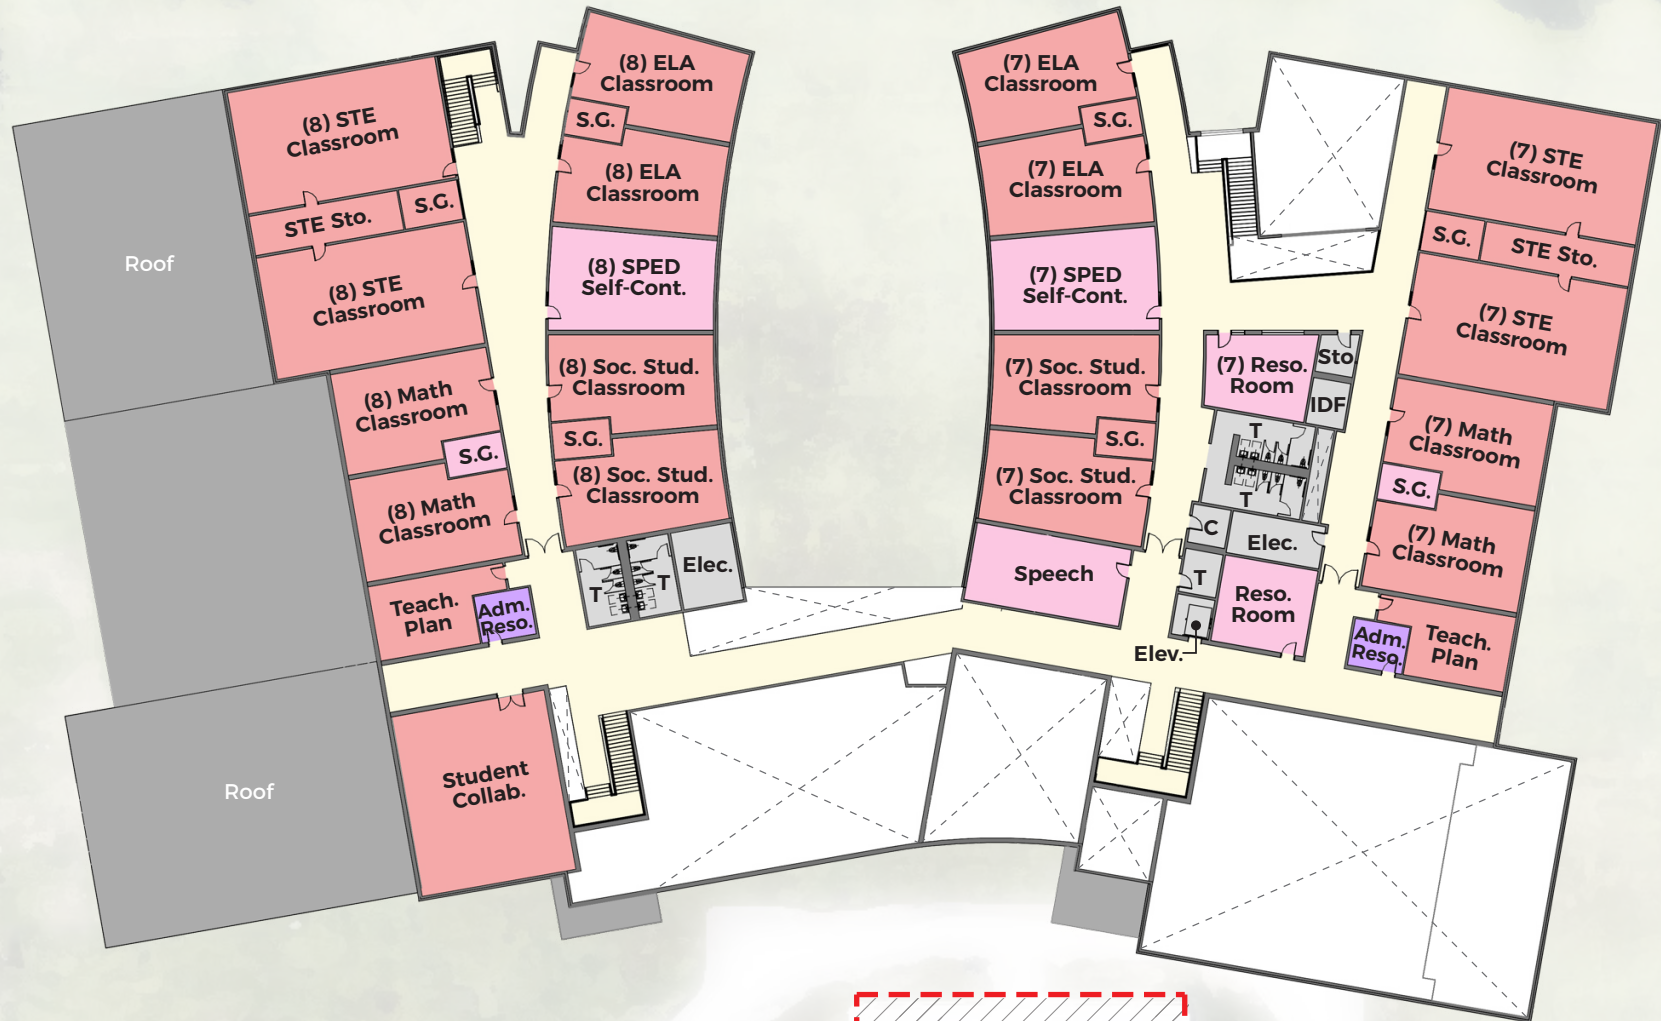 (8) ELA
Classroom
S.G.
(8) ELA
Classroom
(8) SPED
Self-Cont.
(8) Soc. Stud.
Classroom
S.G.
(8) Soc. Stud.
Classroom
T
T
Elec.
(8) STE
Classroom
STE Sto.
S.G.
(8) STE
Classroom
(8) Math
Classroom
S.G.
(8) Math
Classroom
Teach.
Plan
Adm.
Reso.
Student
Collab.
Roof
Roof
(7) ELA
Classroom
S.G.
(7) ELA
Classroom
(7) SPED
Self-Cont.
(7) Soc. Stud.
Classroom
S.G.
(7) Soc. Stud.
Classroom
Speech
(7) Reso.
Room
Sto.
IDF
T
T
C
Elec.
T
Reso.
Room
Elev.
(7) STE
Classroom
S.G.
STE Sto.
(7) STE
Classroom
(7) Math
Classroom
S.G.
(7) Math
Classroom
Adm.
Reso.
Teach.
Plan